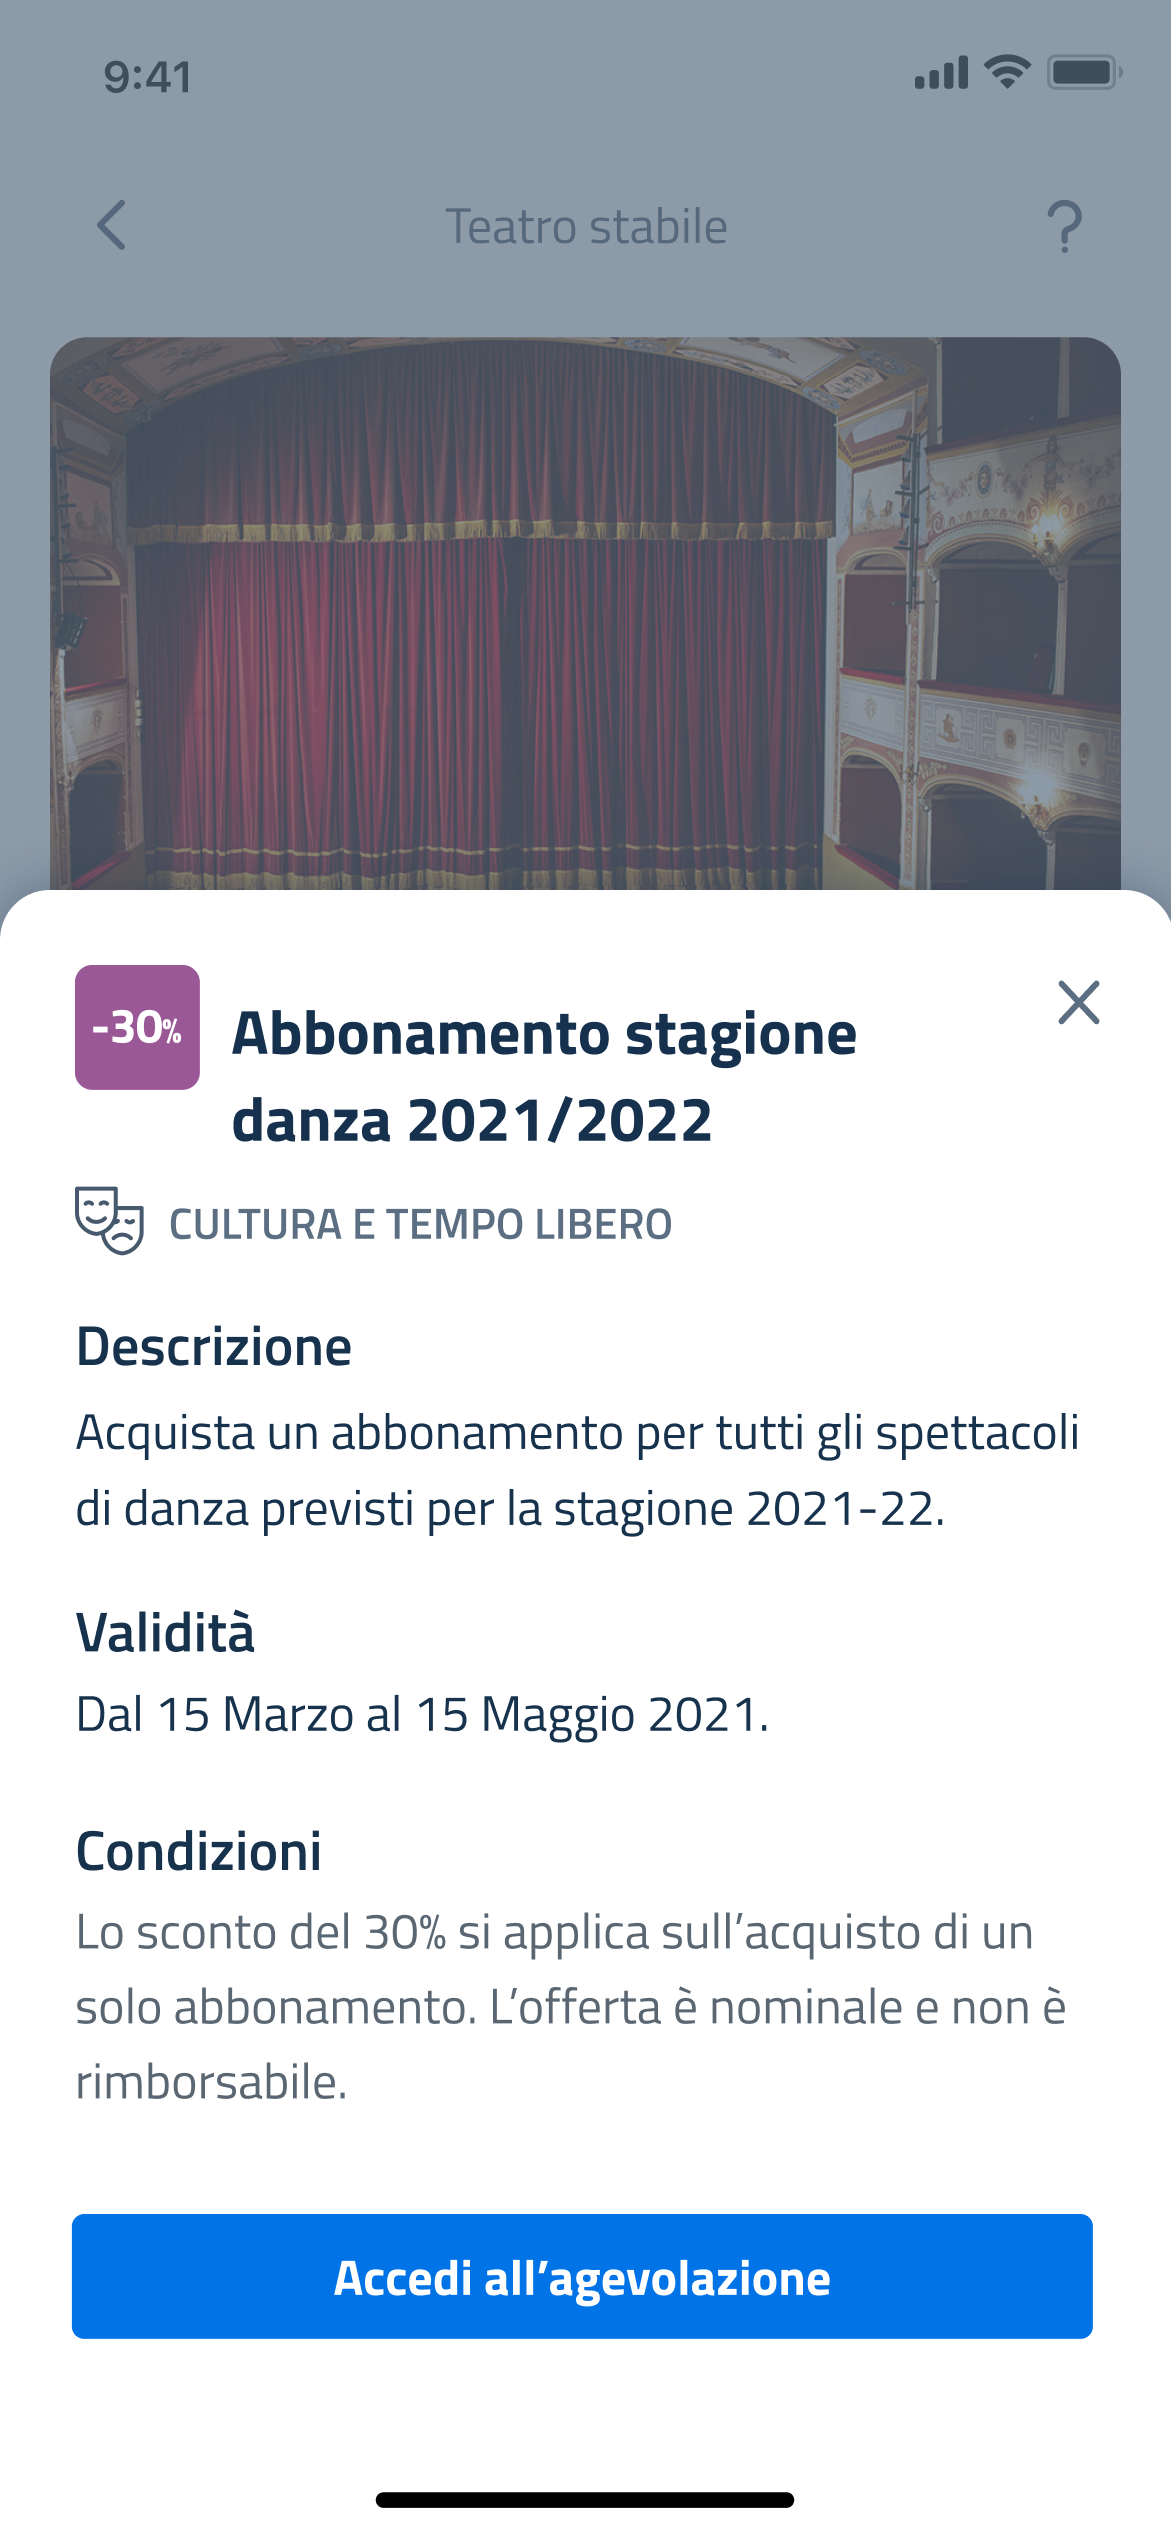 9:41
Teatro stabile
-30%
Abbonamento stagione
danza 2021/2022
CULTURA E TEMPO LIBERO
Descrizione
Acquista un abbonamento per tutti gli spettacoli
di danza previsti per la stagione 2021-22.
Validità
Dal 15 Marzo al 15 Maggio 2021.
Condizioni
Lo sconto del 30% si applica sull’acquisto di un
solo abbonamento. L’offerta è nominale e non è
rimborsabile.
Accedi all’agevolazione